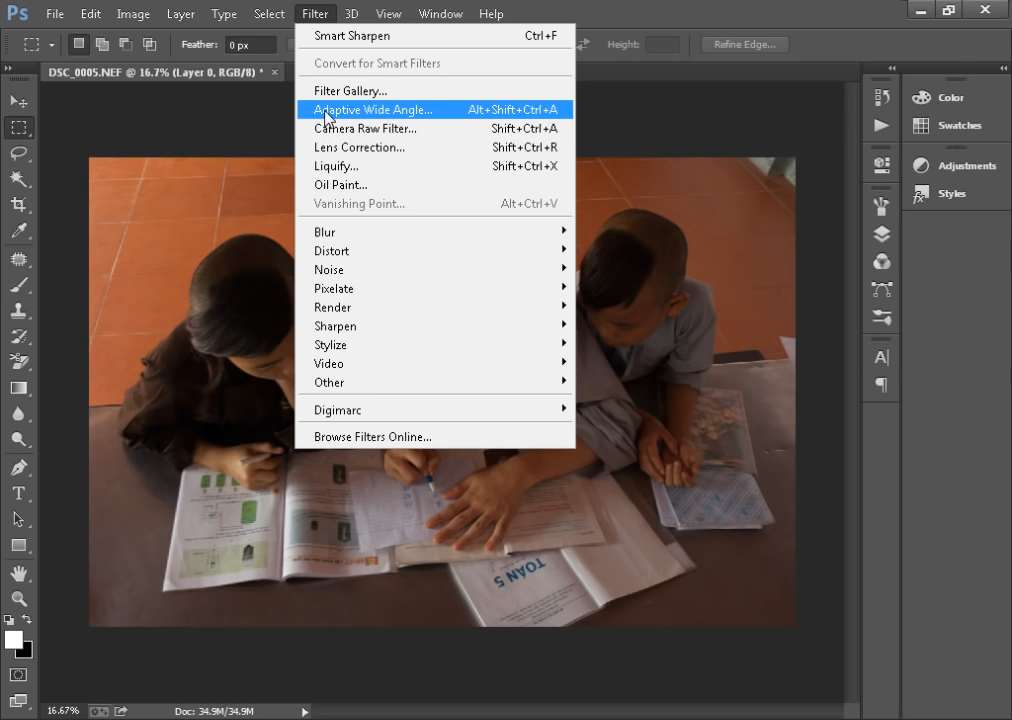 Ps File Edit Image Layer Type Select Filter 3D View Window Help
Feather: 0 px Height: Refine Edge...
DSC_0005.NEF @ 16.7% (Layer 0, RGB/8) * ×
Smart Sharpen Ctrl+F
Convert for Smart Filters
Filter Gallery...
Adaptive Wide Angle... Alt+Shift+Ctrl+A
Camera Raw Filter... Shift+Ctrl+A
Lens Correction... Shift+Ctrl+R
Liquify... Shift+Ctrl+X
Oil Paint...
Vanishing Point... Alt+Ctrl+V
Blur
Distort
Noise
Pixelate
Render
Sharpen
Stylize
Video
Other
Digimarc
Browse Filters Online...
Color
Swatches
Adjustments
Styles
TOÁN 5
16.67% Doc: 34.9M/34.9M